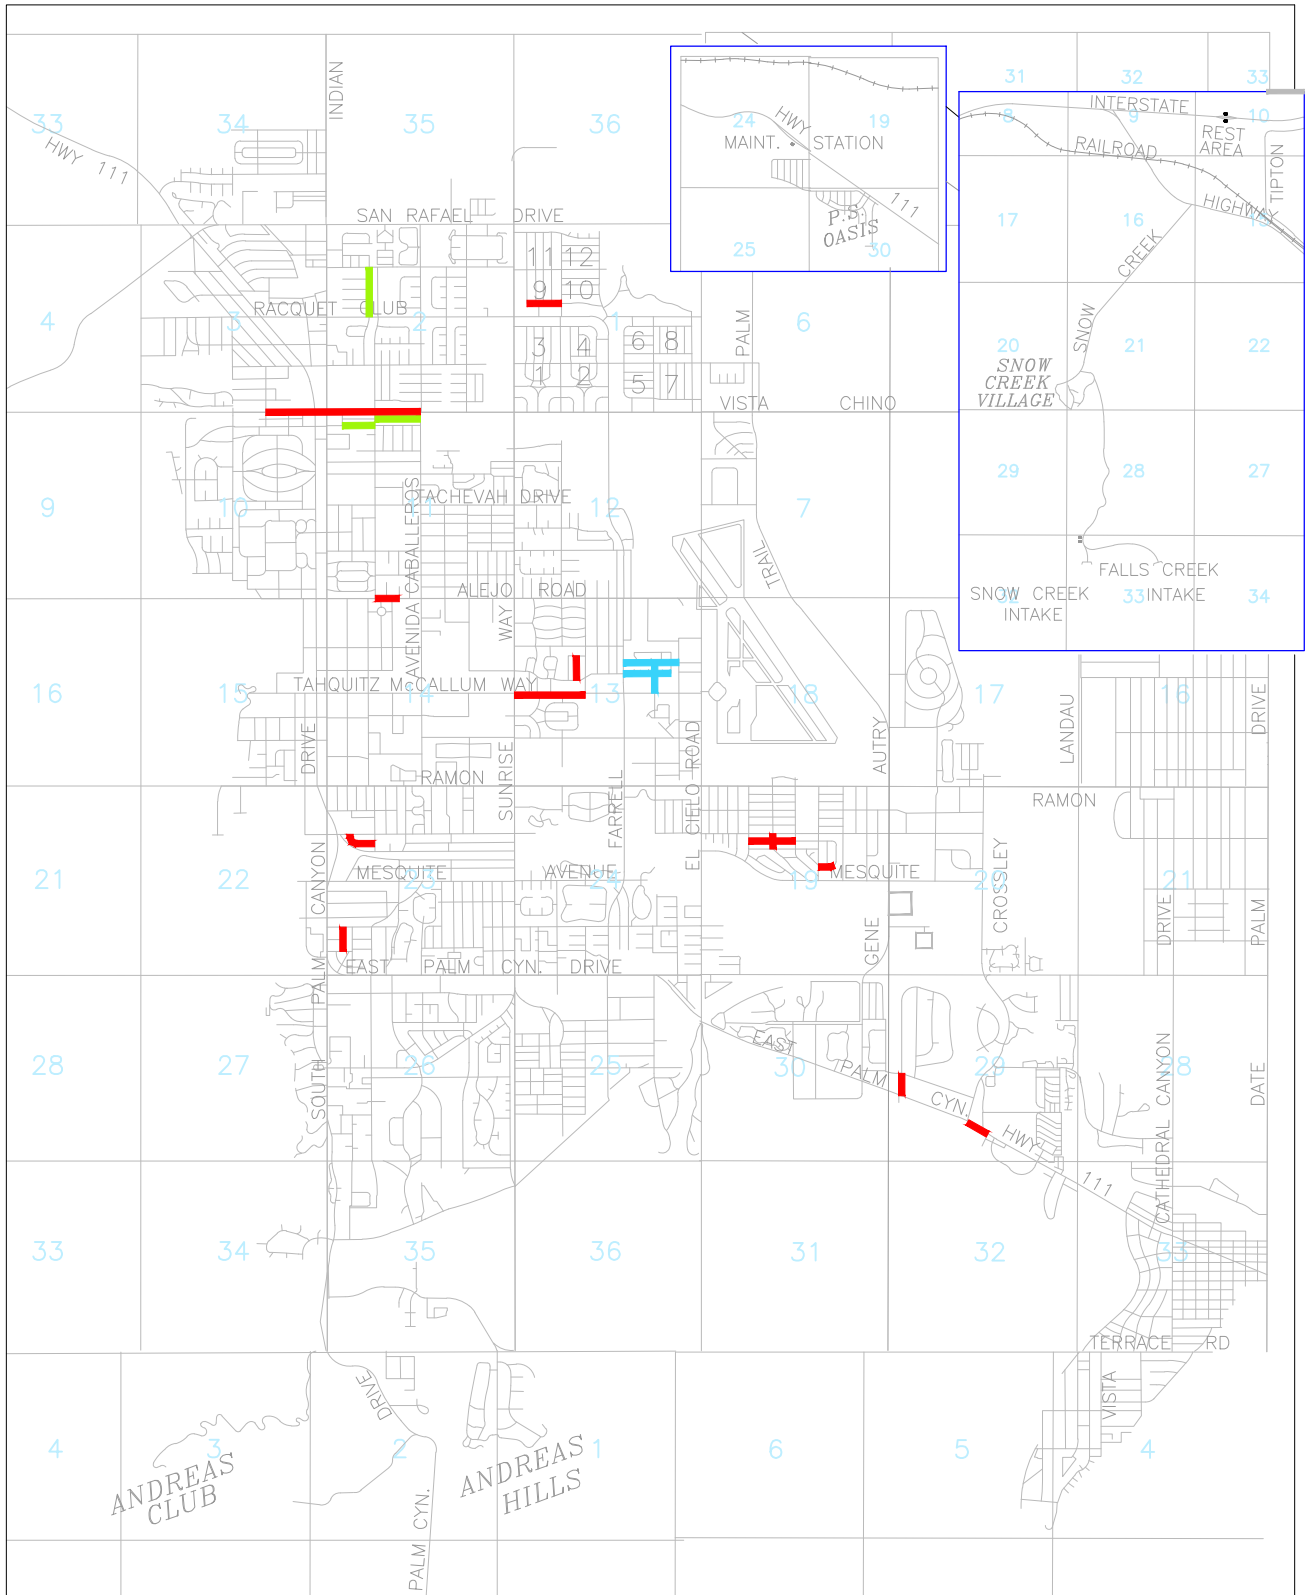 31 32 33
INTERSTATE
8 9 10
REST
AREA
RAILROAD
TIPTON
HIGHWAY
17 16 15
CREEK
SNOW
20 21 22
SNOW
CREEK
VILLAGE
29 28 27
FALLS CREEK
INTAKE
SNOW CREEK
INTAKE
32 33 34
24 19
HWY
MAINT. STATION
111
P.S.
OASIS
25 30
INDIAN
33 34 35 36
HWY 111
SAN RAFAEL DRIVE
11 12
9 10
RACQUET CLUB
4 3 2 1 6
3 4 6 8
1 2 5 7
PALM
VISTA CHINO
9 10 11 12 7
TACHEVAH DRIVE
AVENIDA CABALLEROS
TRAIL
ALEJO ROAD
WAY
TAHQUITZ McCALLUM WAY
16 15 14 13 18 17 16
DRIVE
SUNRISE
FARRELL
EL CIELO ROAD
AUTRY
LANDAU
DRIVE
RAMON
RAMON
MESQUITE AVENUE MESQUITE
21 22 23 24 19 20 21
CANYON
PALM
SOUTH
GENE
CROSSLEY
DRIVE
PALM
EAST PALM CYN. DRIVE
28 27 26 25 30 29 28
EAST PALM CYN.
HWY 111
CATHEDRAL CANYON
DATE
33 34 35 36 31 32 33
TERRACE RD
VISTA
DRIVE
4 3 2 1 6 5 4
ANDREAS
CLUB
ANDREAS
HILLS
PALM CYN.